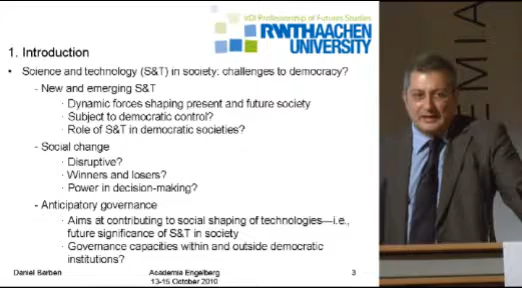 VDI Professorship of Futures Studies
RWTHAACHEN
UNIVERSITY
1. Introduction
• Science and technology (S&T) in society: challenges to democracy?
- New and emerging S&T
· Dynamic forces shaping present and future society
· Subject to democratic control?
· Role of S&T in democratic societies?
- Social change
· Disruptive?
· Winners and losers?
· Power in decision-making?
- Anticipatory governance
· Aims at contributing to social shaping of technologies—i.e.,
future significance of S&T in society
· Governance capacities within and outside democratic
institutions?
Daniel Barben
Academia Engelberg
13-15 October 2010
3
EMIA